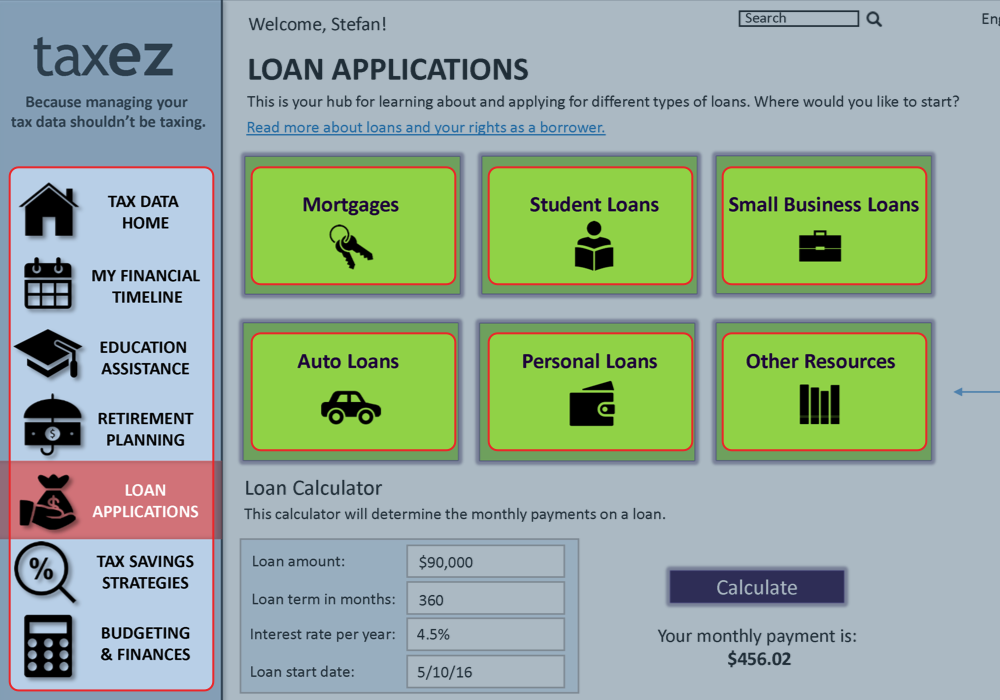 taxez
Because managing your
tax data shouldn't be taxing.
TAX DATA
HOME
MY FINANCIAL
TIMELINE
EDUCATION
ASSISTANCE
$
RETIREMENT
PLANNING
$
LOAN
APPLICATIONS
%
TAX SAVINGS
STRATEGIES
BUDGETING
& FINANCES
Welcome, Stefan!
Search
LOAN APPLICATIONS
This is your hub for learning about and applying for different types of loans. Where would you like to start?
Read more about loans and your rights as a borrower.
Mortgages
Student Loans
Small Business Loans
Auto Loans
Personal Loans
Other Resources
Loan Calculator
This calculator will determine the monthly payments on a loan.
Loan amount: $90,000
Loan term in months: 360
Interest rate per year: 4.5%
Loan start date: 5/10/16
Calculate
Your monthly payment is:
$456.02